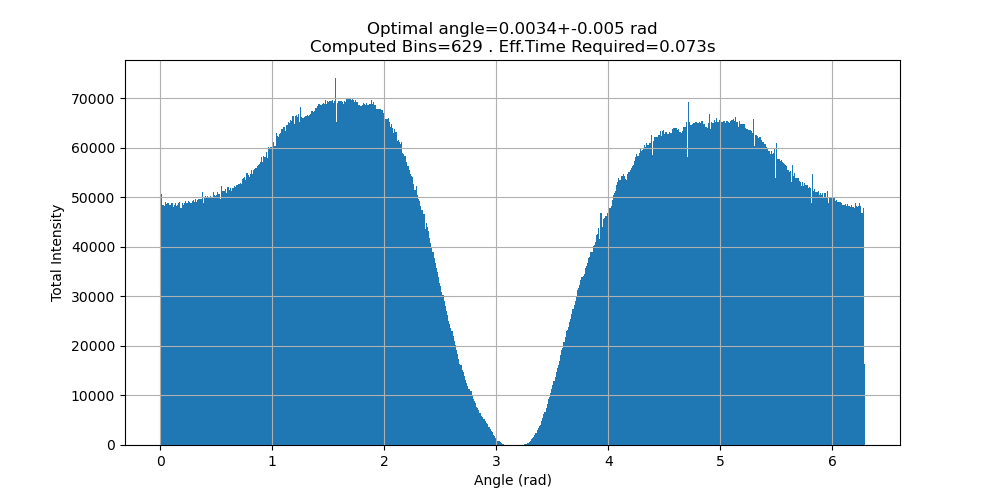 Optimal angle=0.0034+-0.005 rad
Computed Bins=629 . Eff.Time Required=0.073s
70000
60000
50000
40000
30000
20000
10000
0
Total Intensity
0 1 2 3 4 5 6
Angle (rad)